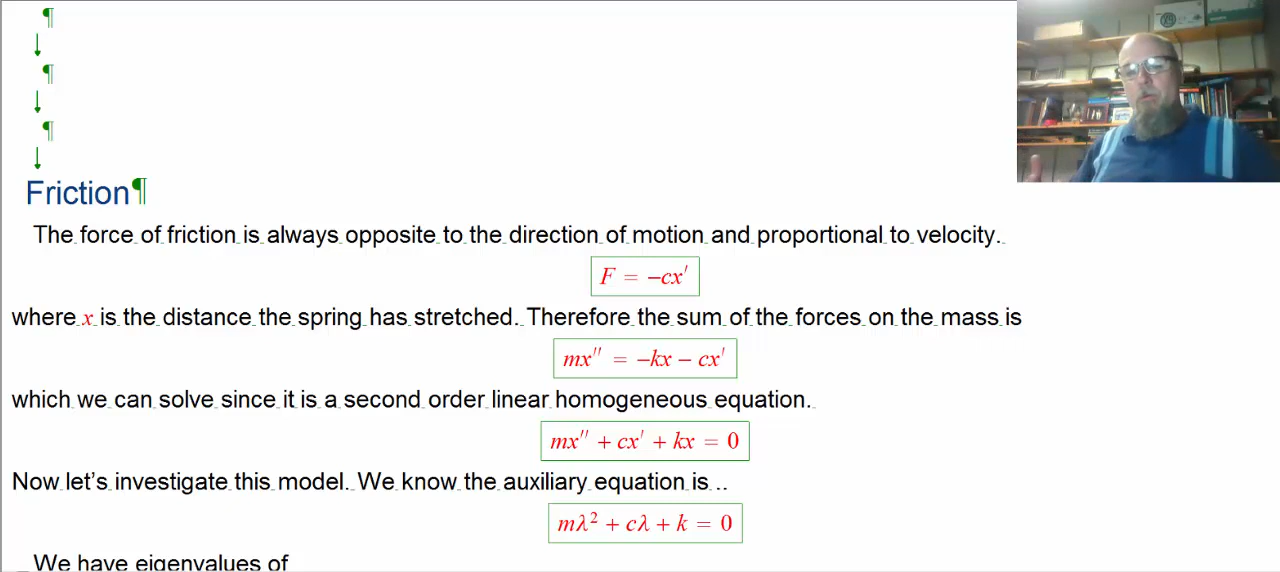 Friction¶
The force of friction is always opposite to the direction of motion and proportional to velocity.
F = −cx′
where x is the distance the spring has stretched. Therefore the sum of the forces on the mass is
mx″ = −kx − cx′
which we can solve since it is a second order linear homogeneous equation.
mx″ + cx′ + kx = 0
Now let's investigate this model. We know the auxiliary equation is ..
mλ² + cλ + k = 0
We have eigenvalues of